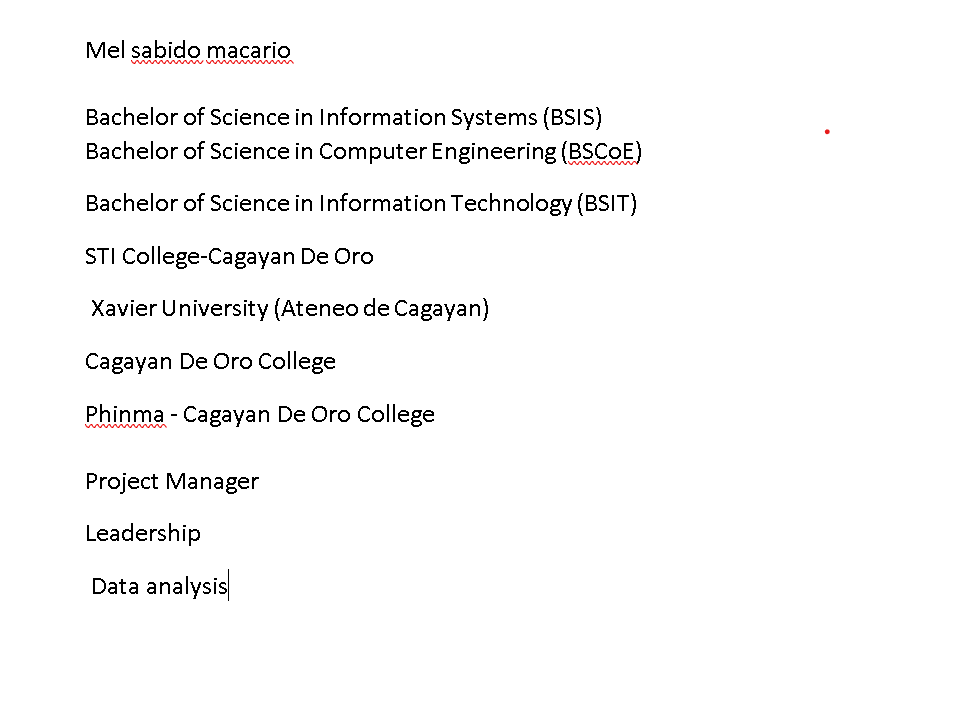 Mel sabido macario
Bachelor of Science in Information Systems (BSIS)
Bachelor of Science in Computer Engineering (BSCoE)
Bachelor of Science in Information Technology (BSIT)
STI College-Cagayan De Oro
Xavier University (Ateneo de Cagayan)
Cagayan De Oro College
Phinma - Cagayan De Oro College
Project Manager
Leadership
Data analysis